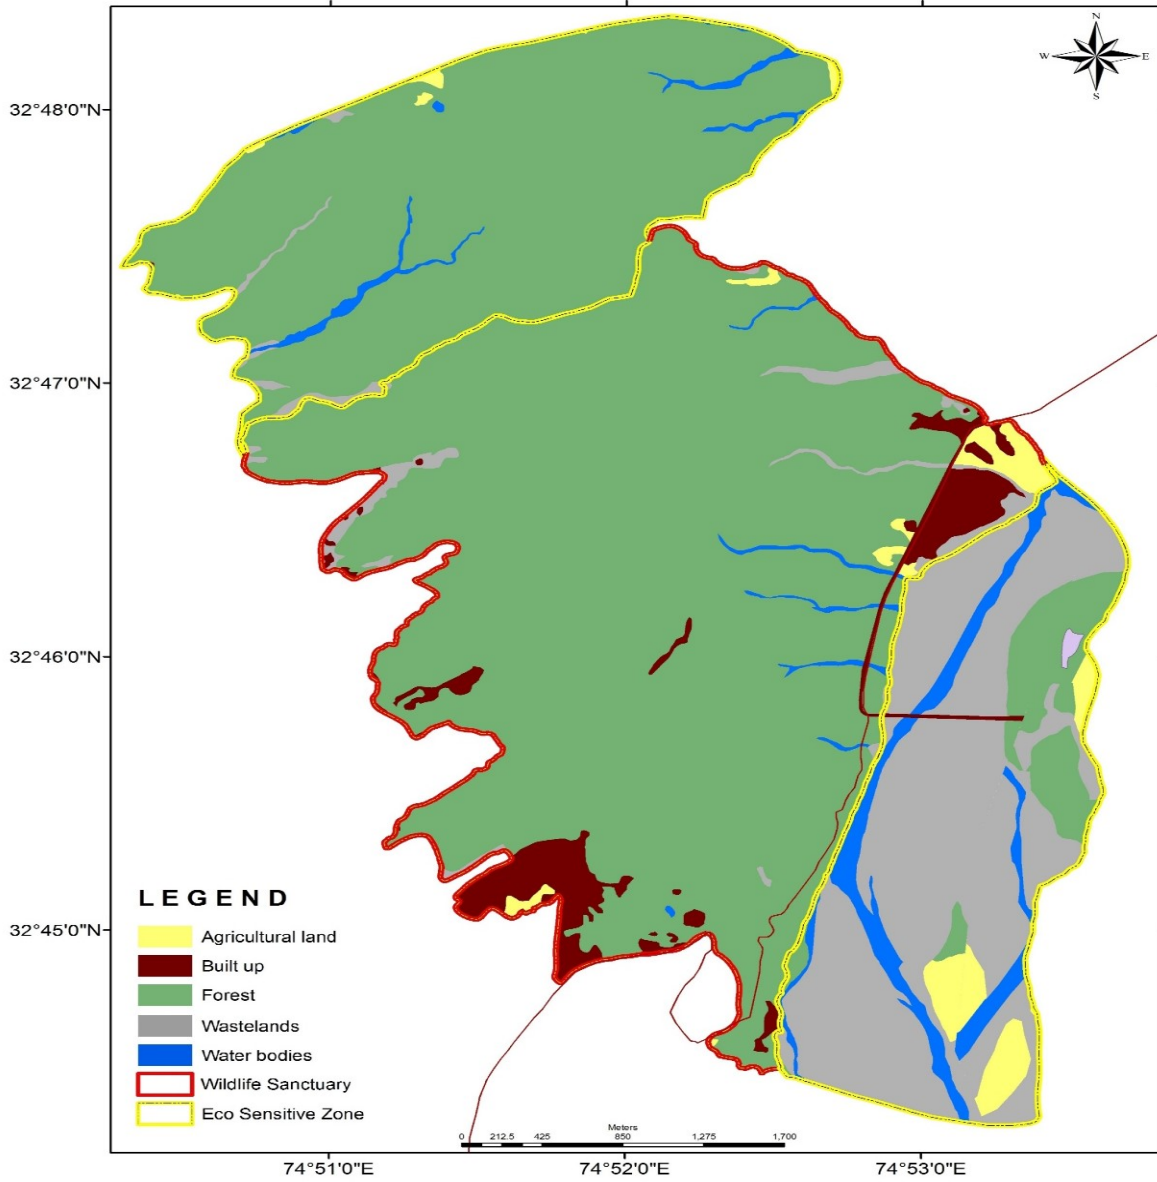 N
W E
S
32°48'0"N
32°47'0"N
32°46'0"N
32°45'0"N
LEGEND
Agricultural land
Built up
Forest
Wastelands
Water bodies
Wildlife Sanctuary
Eco Sensitive Zone
Meters
0 212.5 425 850 1,275 1,700
74°51'0"E 74°52'0"E 74°53'0"E